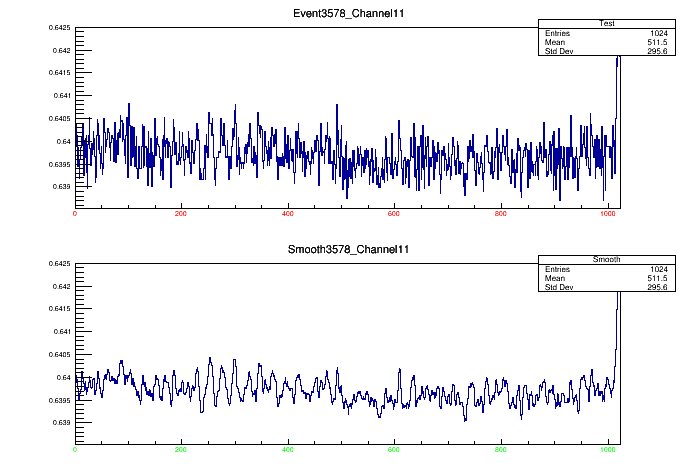 Event3578_Channel11
Test
Entries 1024
Mean 511.5
Std Dev 295.6
0.6425
0.642
0.6415
0.641
0.6405
0.64
0.6395
0.639
0 200 400 600 800 1000
Smooth3578_Channel11
Smooth
Entries 1024
Mean 511.5
Std Dev 295.6
0.6425
0.642
0.6415
0.641
0.6405
0.64
0.6395
0.639
0 200 400 600 800 1000